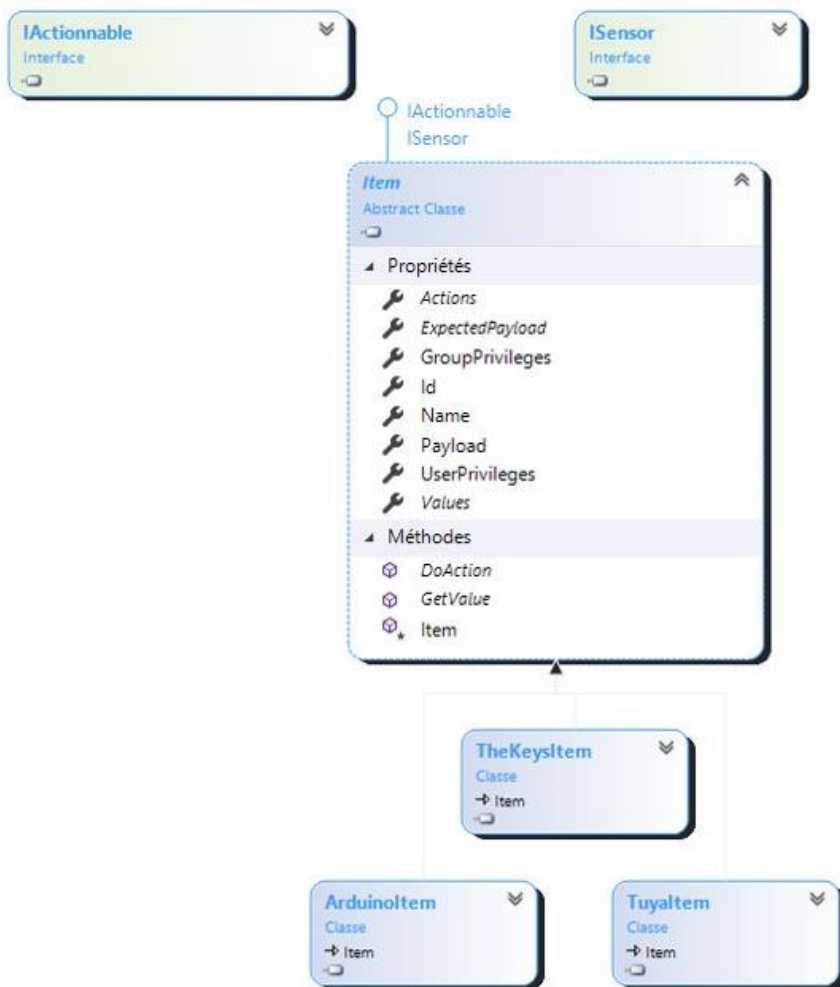 IActionnable
Interface
ISensor
Interface
IActionnable
ISensor
Item
Abstract Classe
Propriétés
Actions
ExpectedPayload
GroupPrivileges
Id
Name
Payload
UserPrivileges
Values
Méthodes
DoAction
GetValue
Item
TheKeysItem
Classe
Item
ArduinoItem
Classe
Item
TuyaItem
Classe
Item